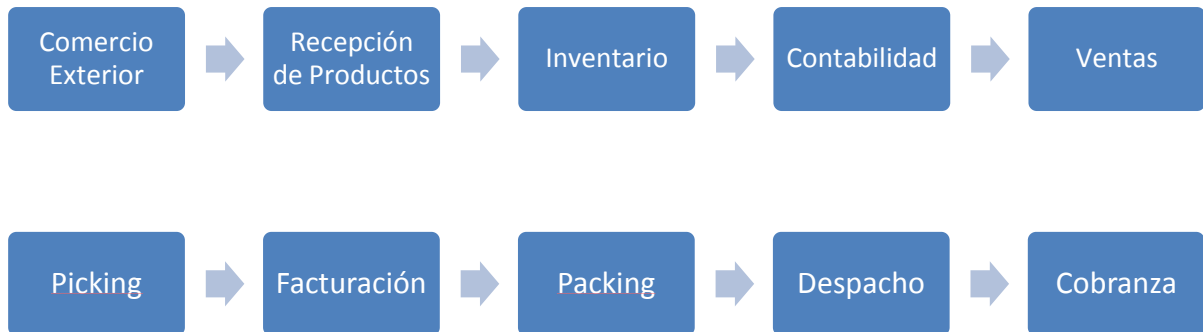 Comercio
Exterior
Recepción
de Productos
Inventario
Contabilidad
Ventas
Picking
Facturación
Packing
Despacho
Cobranza